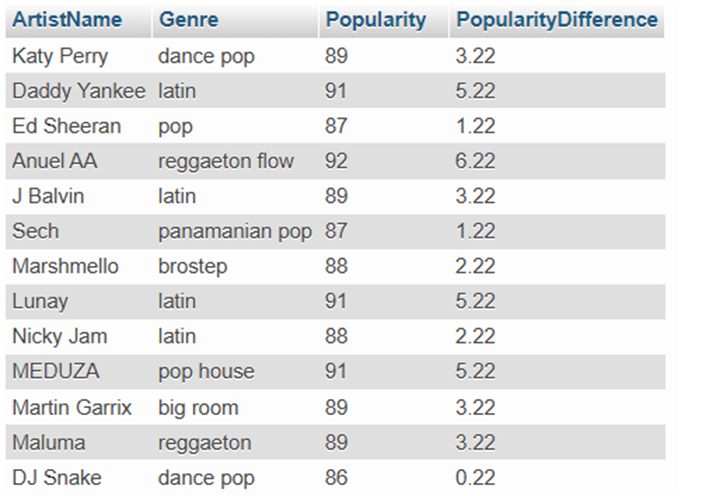 ArtistName Genre Popularity PopularityDifference
Katy Perry dance pop 89 3.22
Daddy Yankee latin 91 5.22
Ed Sheeran pop 87 1.22
Anuel AA reggaeton flow 92 6.22
J Balvin latin 89 3.22
Sech panamanian pop 87 1.22
Marshmello brostep 88 2.22
Lunay latin 91 5.22
Nicky Jam latin 88 2.22
MEDUZA pop house 91 5.22
Martin Garrix big room 89 3.22
Maluma reggaeton 89 3.22
DJ Snake dance pop 86 0.22